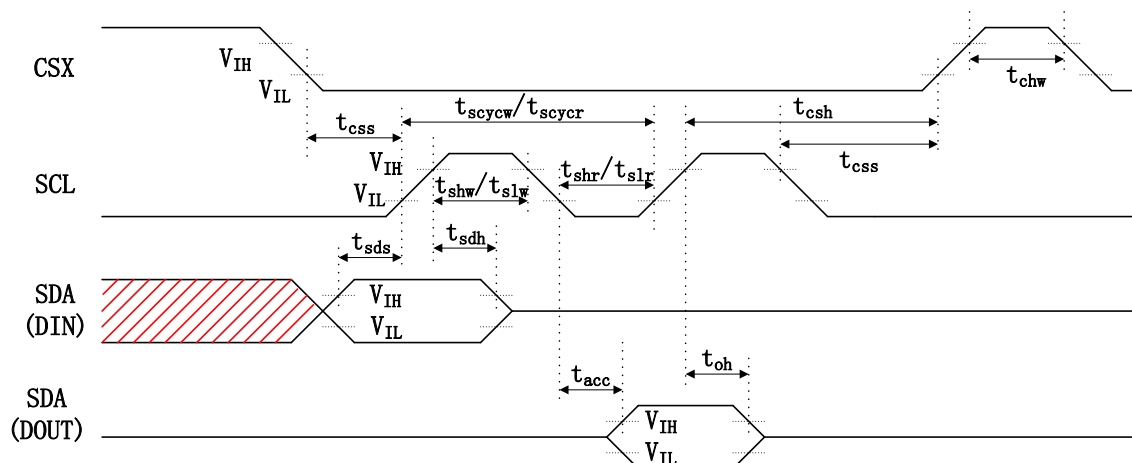 CSX
VIH
VIL
tchw
tscycw/tscycr
tcsh
tcss
tcss
SCL
VIH
VIL
tshr/tslr
tshw/tslw
tsds
tsdh
SDA
(DIN)
VIH
VIL
tacc
toh
SDA
(DOUT)
VIH
VIL